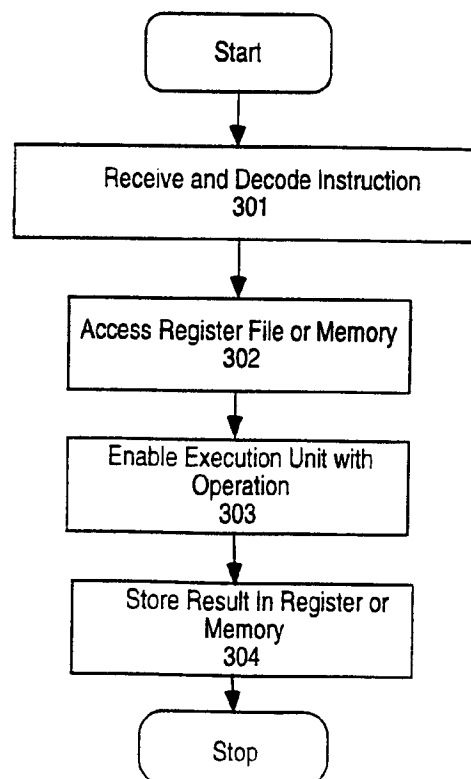 Start
Receive and Decode Instruction
301
Access Register File or Memory
302
Enable Execution Unit with
Operation
303
Store Result In Register or
Memory
304
Stop